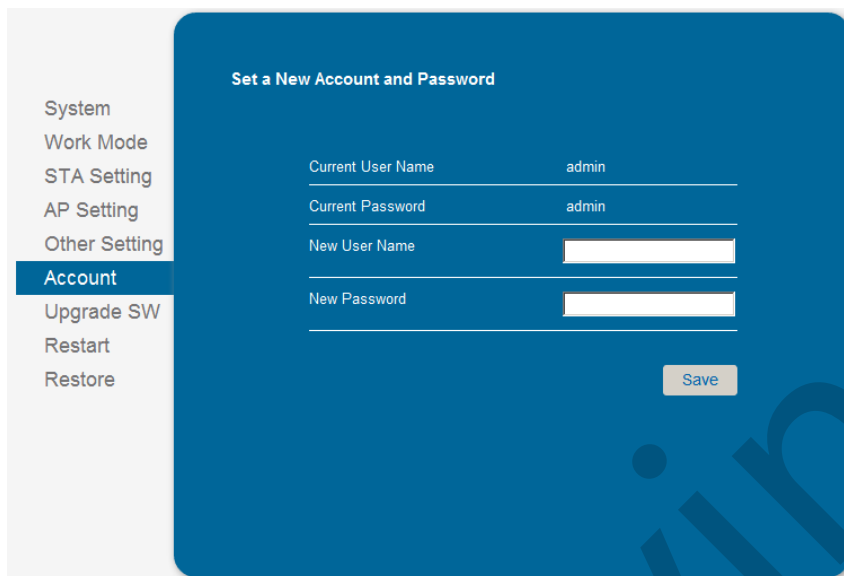 Set a New Account and Password
System
Work Mode
STA Setting
AP Setting
Other Setting
Account
Upgrade SW
Restart
Restore
Current User Name admin
Current Password admin
New User Name
New Password
Save